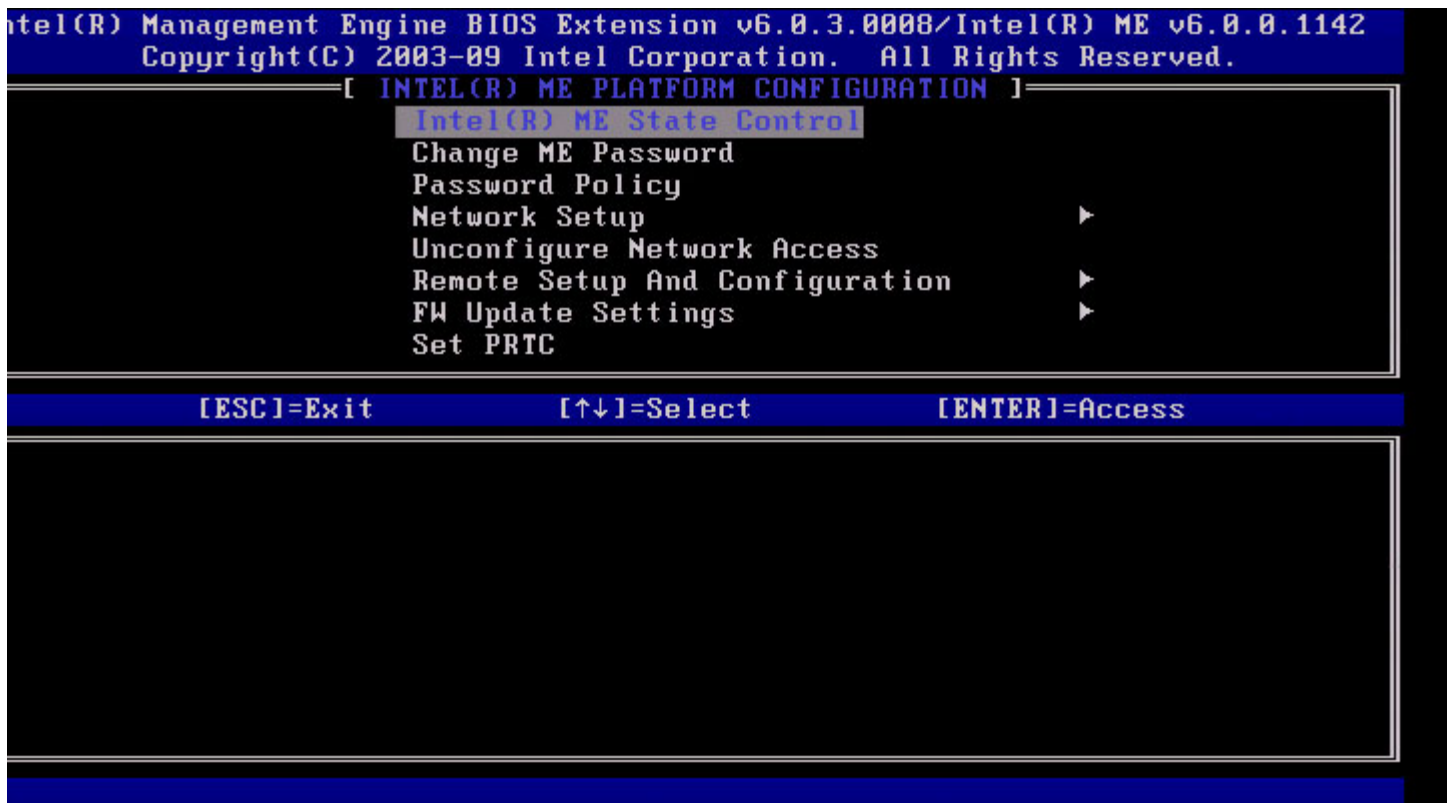 ntel(R) Management Engine BIOS Extension v6.0.3.0008/Intel(R) ME v6.0.0.1142
Copyright(C) 2003-09 Intel Corporation. All Rights Reserved.
[ INTEL(R) ME PLATFORM CONFIGURATION ]
Intel(R) ME State Control
Change ME Password
Password Policy
Network Setup ►
Unconfigure Network Access
Remote Setup And Configuration ►
FW Update Settings ►
Set PRTC
[ESC]=Exit [↑↓]=Select [ENTER]=Access